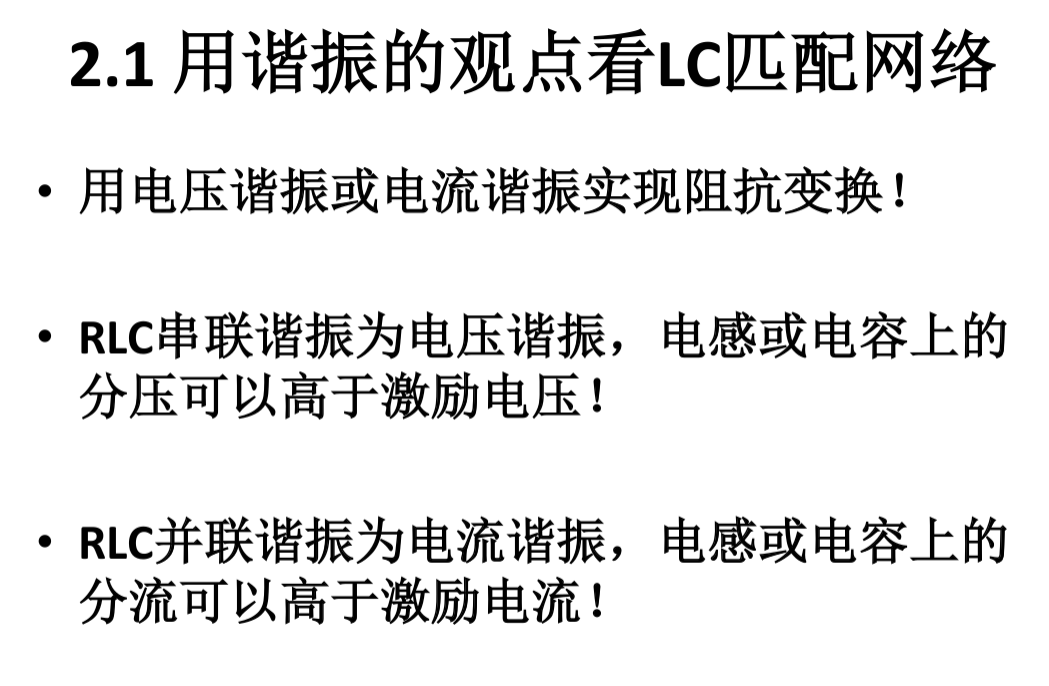 2.1 用谐振的观点看LC匹配网络
• 用电压谐振或电流谐振实现阻抗变换！
• RLC串联谐振为电压谐振，电感或电容上的
分压可以高于激励电压！
• RLC并联谐振为电流谐振，电感或电容上的
分流可以高于激励电流！